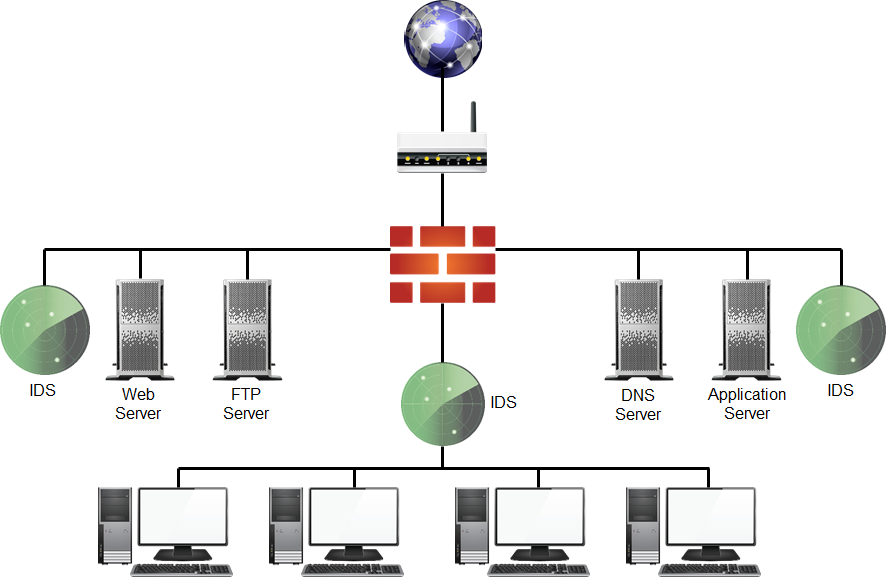 IDS
Web
Server
FTP
Server
IDS
DNS
Server
Application
Server
IDS